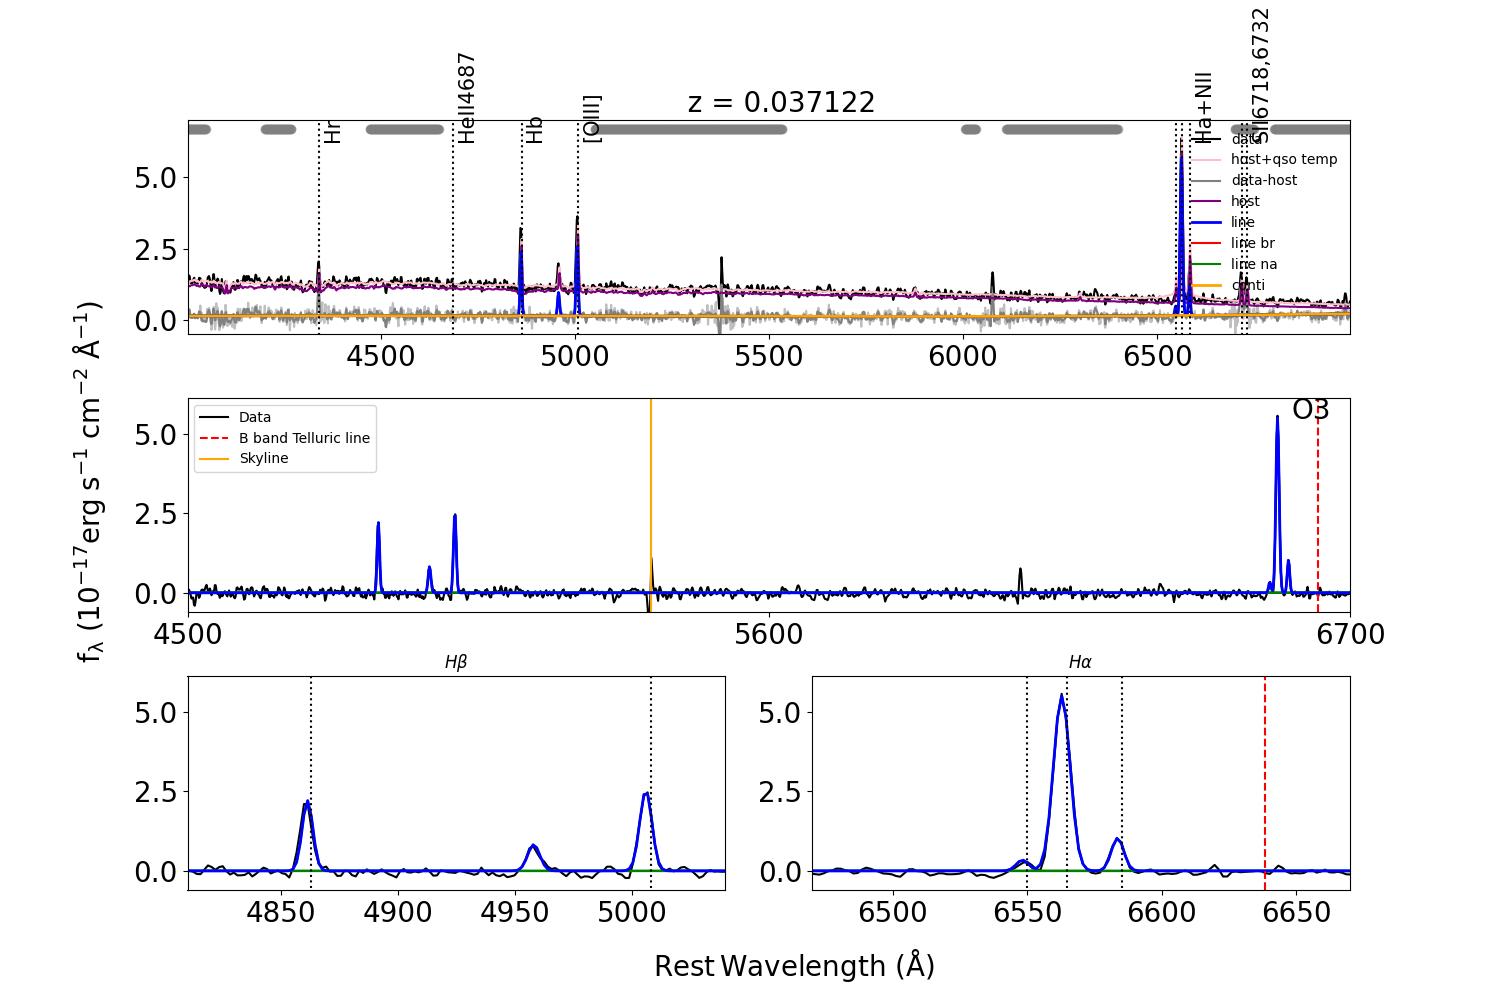 z = 0.037122
Hr
HeII4687
Hb
[OIII]
Ha+NII
SII6718,6732
data
host+qso temp
data-host
host
line
line br
line na
conti
5.0
2.5
0.0
4500 5000 5500 6000 6500
O3
Data
B band Telluric line
Skyline
5.0
2.5
0.0
4500 5600 6700
fλ (10−17erg s−1 cm−2 Å−1)
Hβ
5.0
2.5
0.0
4850 4900 4950 5000
Hα
5.0
2.5
0.0
6500 6550 6600 6650
Rest Wavelength (Å)